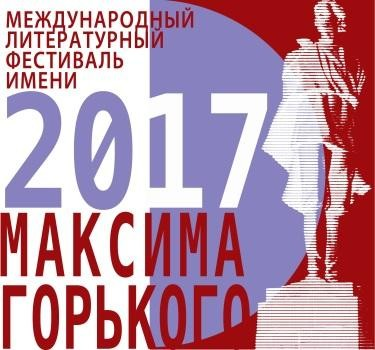 МЕЖДУНАРОДНЫЙ
ЛИТЕРАТУРНЫЙ
ФЕСТИВАЛЬ
ИМЕНИ
2017
МАКСИМА
ГОРЬКОГО